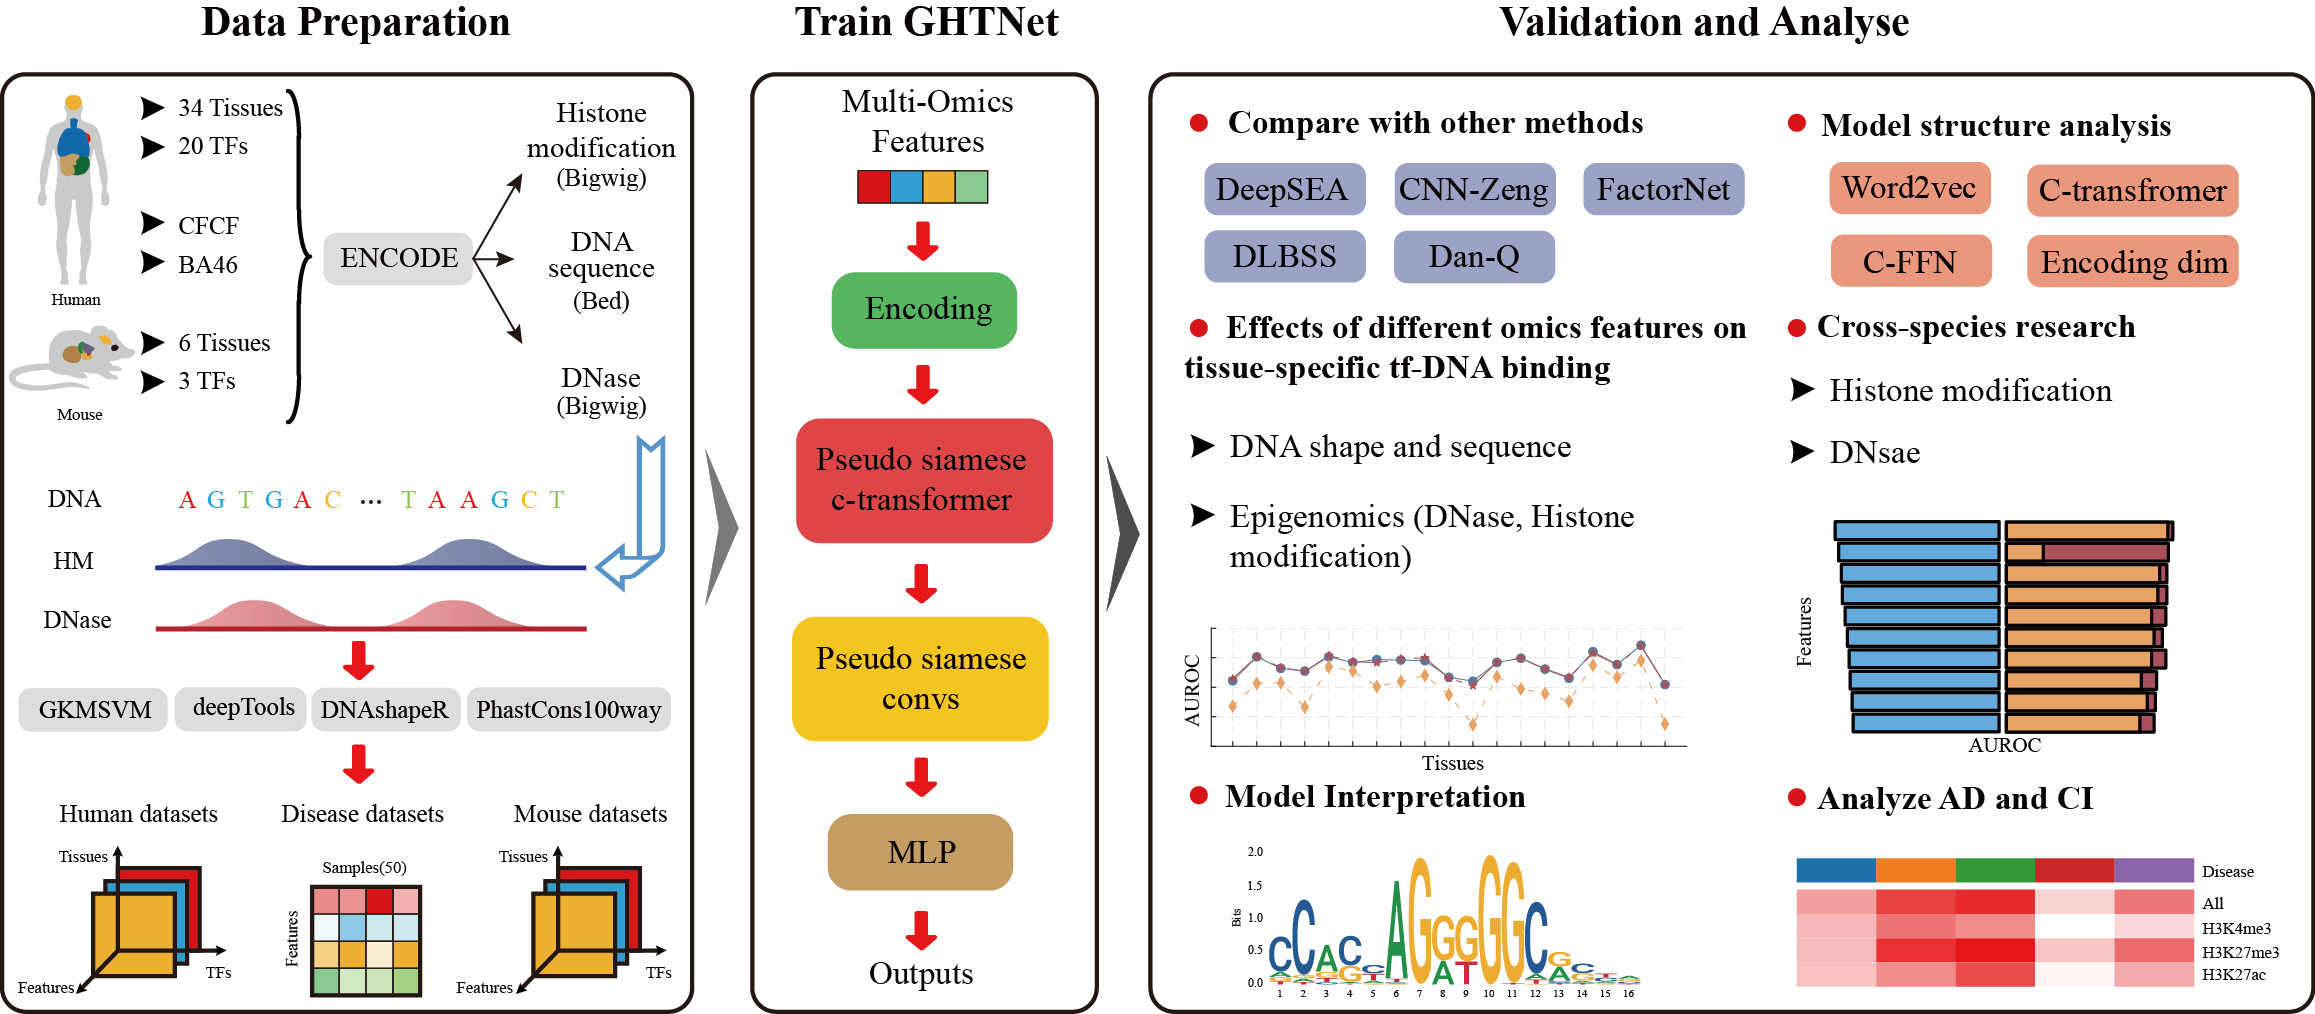 Data Preparation
Train GHTNet
Validation and Analyse
34 Tissues
20 TFs
CFCF
BA46
Human
6 Tissues
3 TFs
Mouse
ENCODE
Histone
modification
(Bigwig)
DNA
sequence
(Bed)
DNase
(Bigwig)
DNA
A G T G A C ... T A A G C T
HM
DNase
GKMSVM
deepTools
DNAshapeR
PhastCons100way
Human datasets
Disease datasets
Mouse datasets
Tissues
TFs
Features
Samples(50)
Features
Tissues
TFs
Features
Multi-Omics
Features
Encoding
Pseudo siamese
c-transformer
Pseudo siamese
convs
MLP
Outputs
Compare with other methods
DeepSEA
CNN-Zeng
FactorNet
DLBSS
Dan-Q
Effects of different omics features on
tissue-specific tf-DNA binding
DNA shape and sequence
Epigenomics (DNase, Histone
modification)
AUROC
Tissues
Model Interpretation
2.0
1.5
1.0
0.5
0.0
Bits
1 2 3 4 5 6 7 8 9 10 11 12 13 14 15 16
Model structure analysis
Word2vec
C-transfromer
C-FFN
Encoding dim
Cross-species research
Histone modification
DNsae
Features
AUROC
Analyze AD and CI
Disease
All
H3K4me3
H3K27me3
H3K27ac